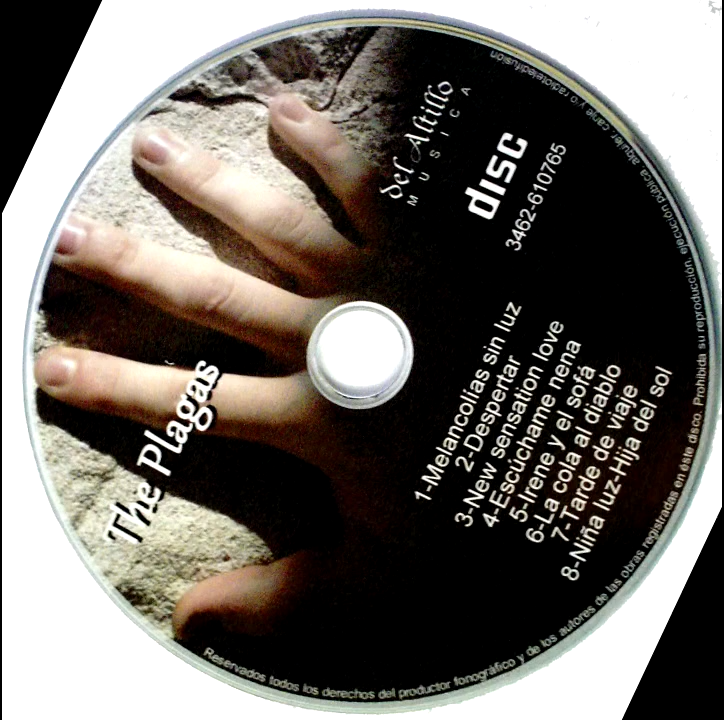 The Plagas
del Altillo
MUSICA
disc
3462-610765
1-Melancolías sin luz
2-Despertar
3-New sensation love
4-Escúchame nena
5-Irene y el sofá
6-La cola al diablo
7-Tarde de viaje
8-Niña luz-Hija del sol
Reservados todos los derechos del productor fonográfico y de los autores de las obras registradas en éste disco. Prohibida su reproducción, ejecución pública alquiler, canje y/o radioteledifusión